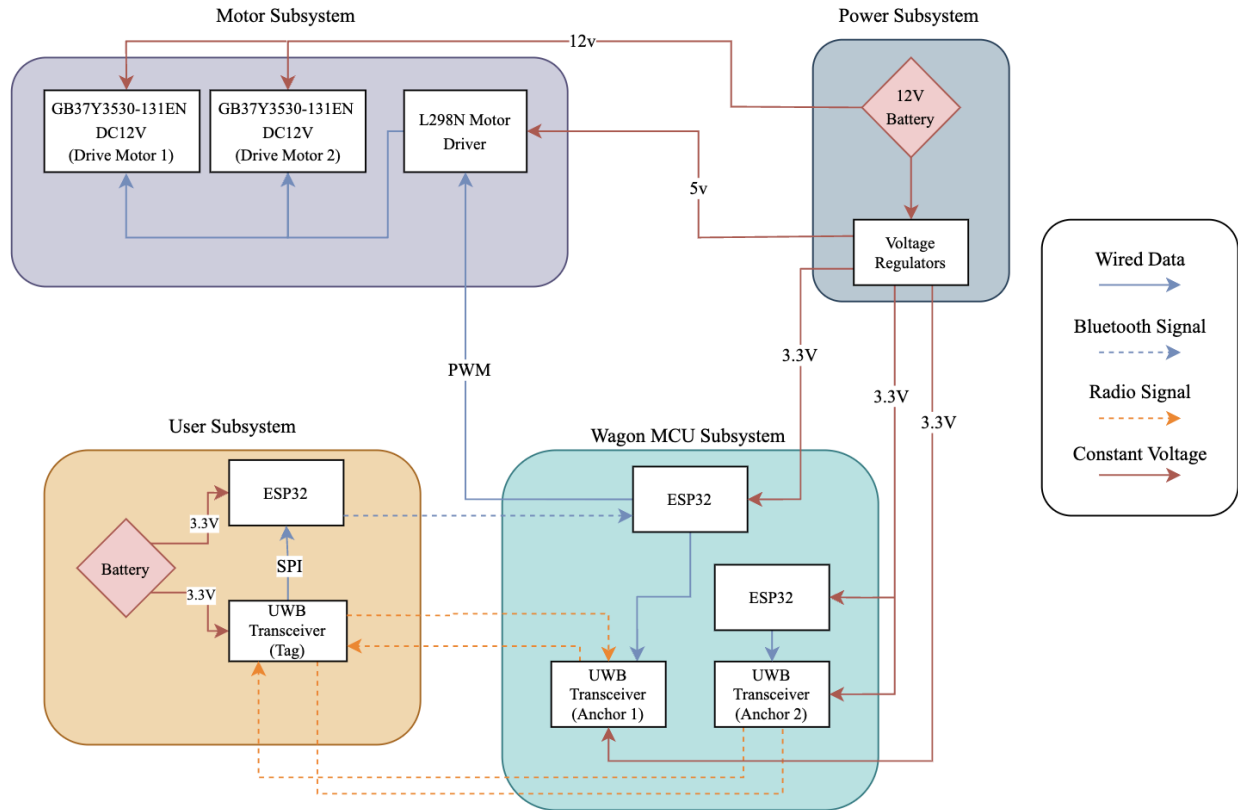 Motor Subsystem
Power Subsystem
12v
GB37Y3530-131EN
DC12V
(Drive Motor 1)
GB37Y3530-131EN
DC12V
(Drive Motor 2)
L298N Motor
Driver
12V
Battery
5v
Voltage
Regulators
Wired Data
Bluetooth Signal
Radio Signal
Constant Voltage
PWM
3.3V
3.3V
3.3V
User Subsystem
Wagon MCU Subsystem
ESP32
3.3V
Battery
SPI
3.3V
UWB
Transceiver
(Tag)
ESP32
ESP32
UWB
Transceiver
(Anchor 1)
UWB
Transceiver
(Anchor 2)